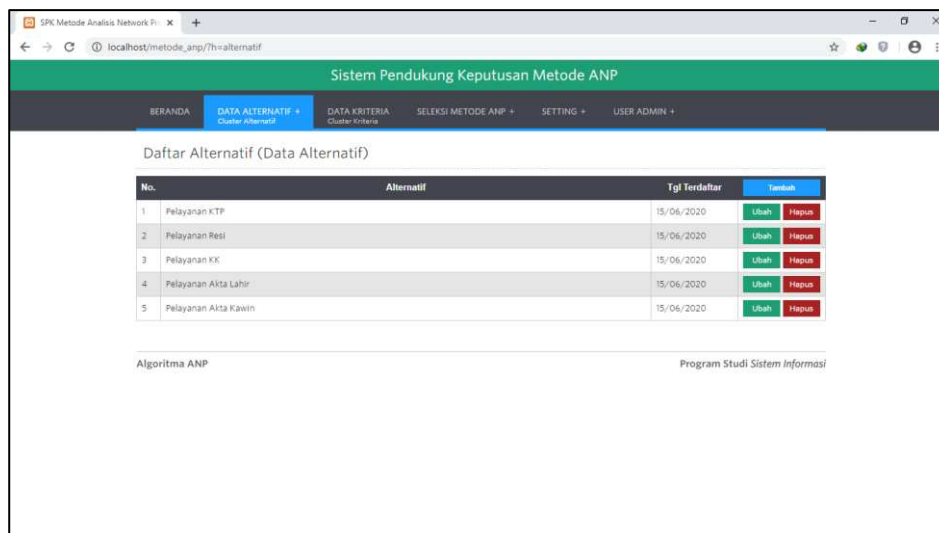 SPK Metode Analisis Network Pr
localhost/metode_anp/?h=alternatif
Sistem Pendukung Keputusan Metode ANP
BERANDA DATA ALTERNATIF + DATA KRITERIA SELEKSI METODE ANP + SETTING + USER ADMIN +
Cluster Alternatif Cluster Kriteria
Daftar Alternatif (Data Alternatif)
No. Alternatif Tgl Terdaftar Tambah
1 Pelayanan KTP 15/06/2020 Ubah Hapus
2 Pelayanan Resi 15/06/2020 Ubah Hapus
3 Pelayanan KK 15/06/2020 Ubah Hapus
4 Pelayanan Akta Lahir 15/06/2020 Ubah Hapus
5 Pelayanan Akta Kawin 15/06/2020 Ubah Hapus
Algoritma ANP Program Studi Sistem Informasi